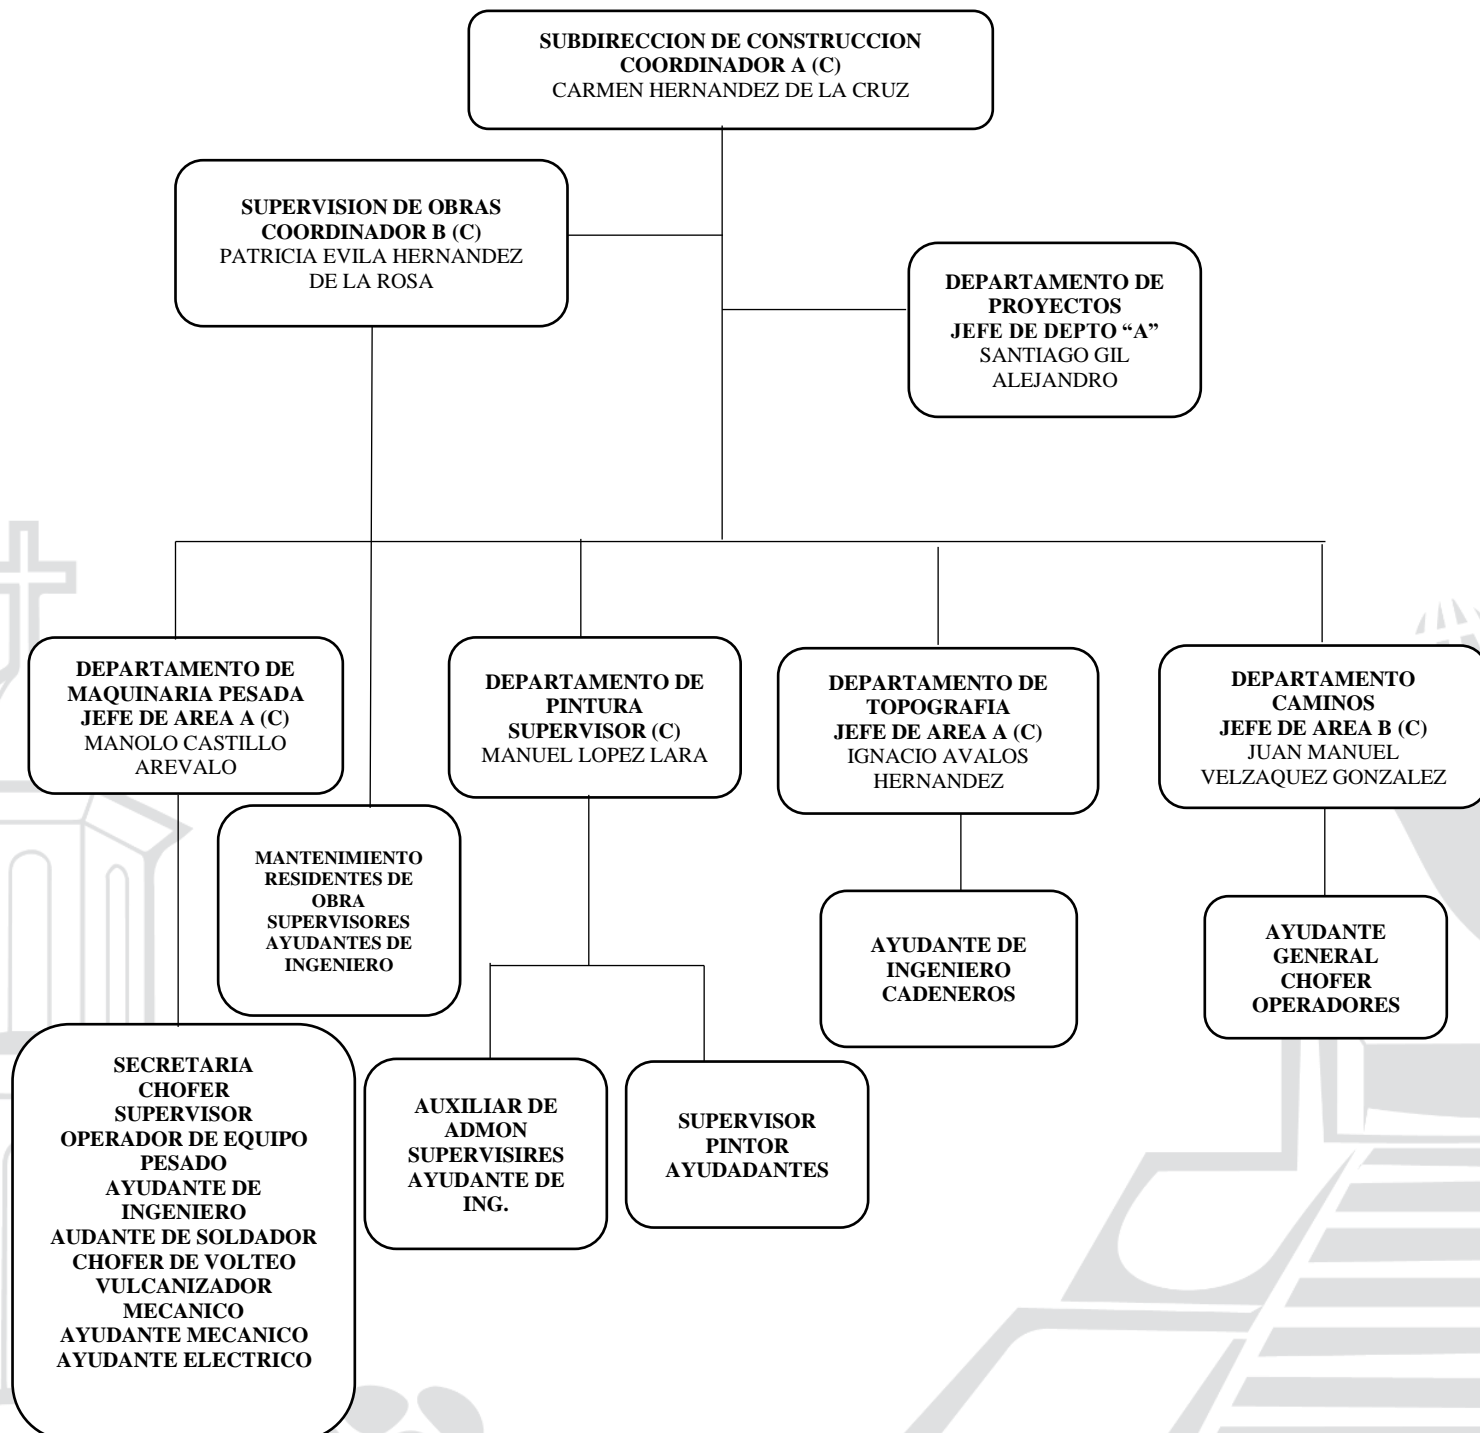 SUBDIRECCION DE CONSTRUCCION
COORDINADOR A (C)
CARMEN HERNANDEZ DE LA CRUZ
SUPERVISION DE OBRAS
COORDINADOR B (C)
PATRICIA EVILA HERNANDEZ
DE LA ROSA
DEPARTAMENTO DE
PROYECTOS
JEFE DE DEPTO “A”
SANTIAGO GIL
ALEJANDRO
DEPARTAMENTO DE
MAQUINARIA PESADA
JEFE DE AREA A (C)
MANOLO CASTILLO
AREVALO
DEPARTAMENTO DE
PINTURA
SUPERVISOR (C)
MANUEL LOPEZ LARA
DEPARTAMENTO DE
TOPOGRAFIA
JEFE DE AREA A (C)
IGNACIO AVALOS
HERNANDEZ
DEPARTAMENTO
CAMINOS
JEFE DE AREA B (C)
JUAN MANUEL
VELZAQUEZ GONZALEZ
MANTENIMIENTO
RESIDENTES DE
OBRA
SUPERVISORES
AYUDANTES DE
INGENIERO
AYUDANTE DE
INGENIERO
CADENEROS
AYUDANTE
GENERAL
CHOFER
OPERADORES
SECRETARIA
CHOFER
SUPERVISOR
OPERADOR DE EQUIPO
PESADO
AYUDANTE DE
INGENIERO
AUDANTE DE SOLDADOR
CHOFER DE VOLTEO
VULCANIZADOR
MECANICO
AYUDANTE MECANICO
AYUDANTE ELECTRICO
AUXILIAR DE
ADMON
SUPERVISIRES
AYUDANTE DE
ING.
SUPERVISOR
PINTOR
AYUDADANTES